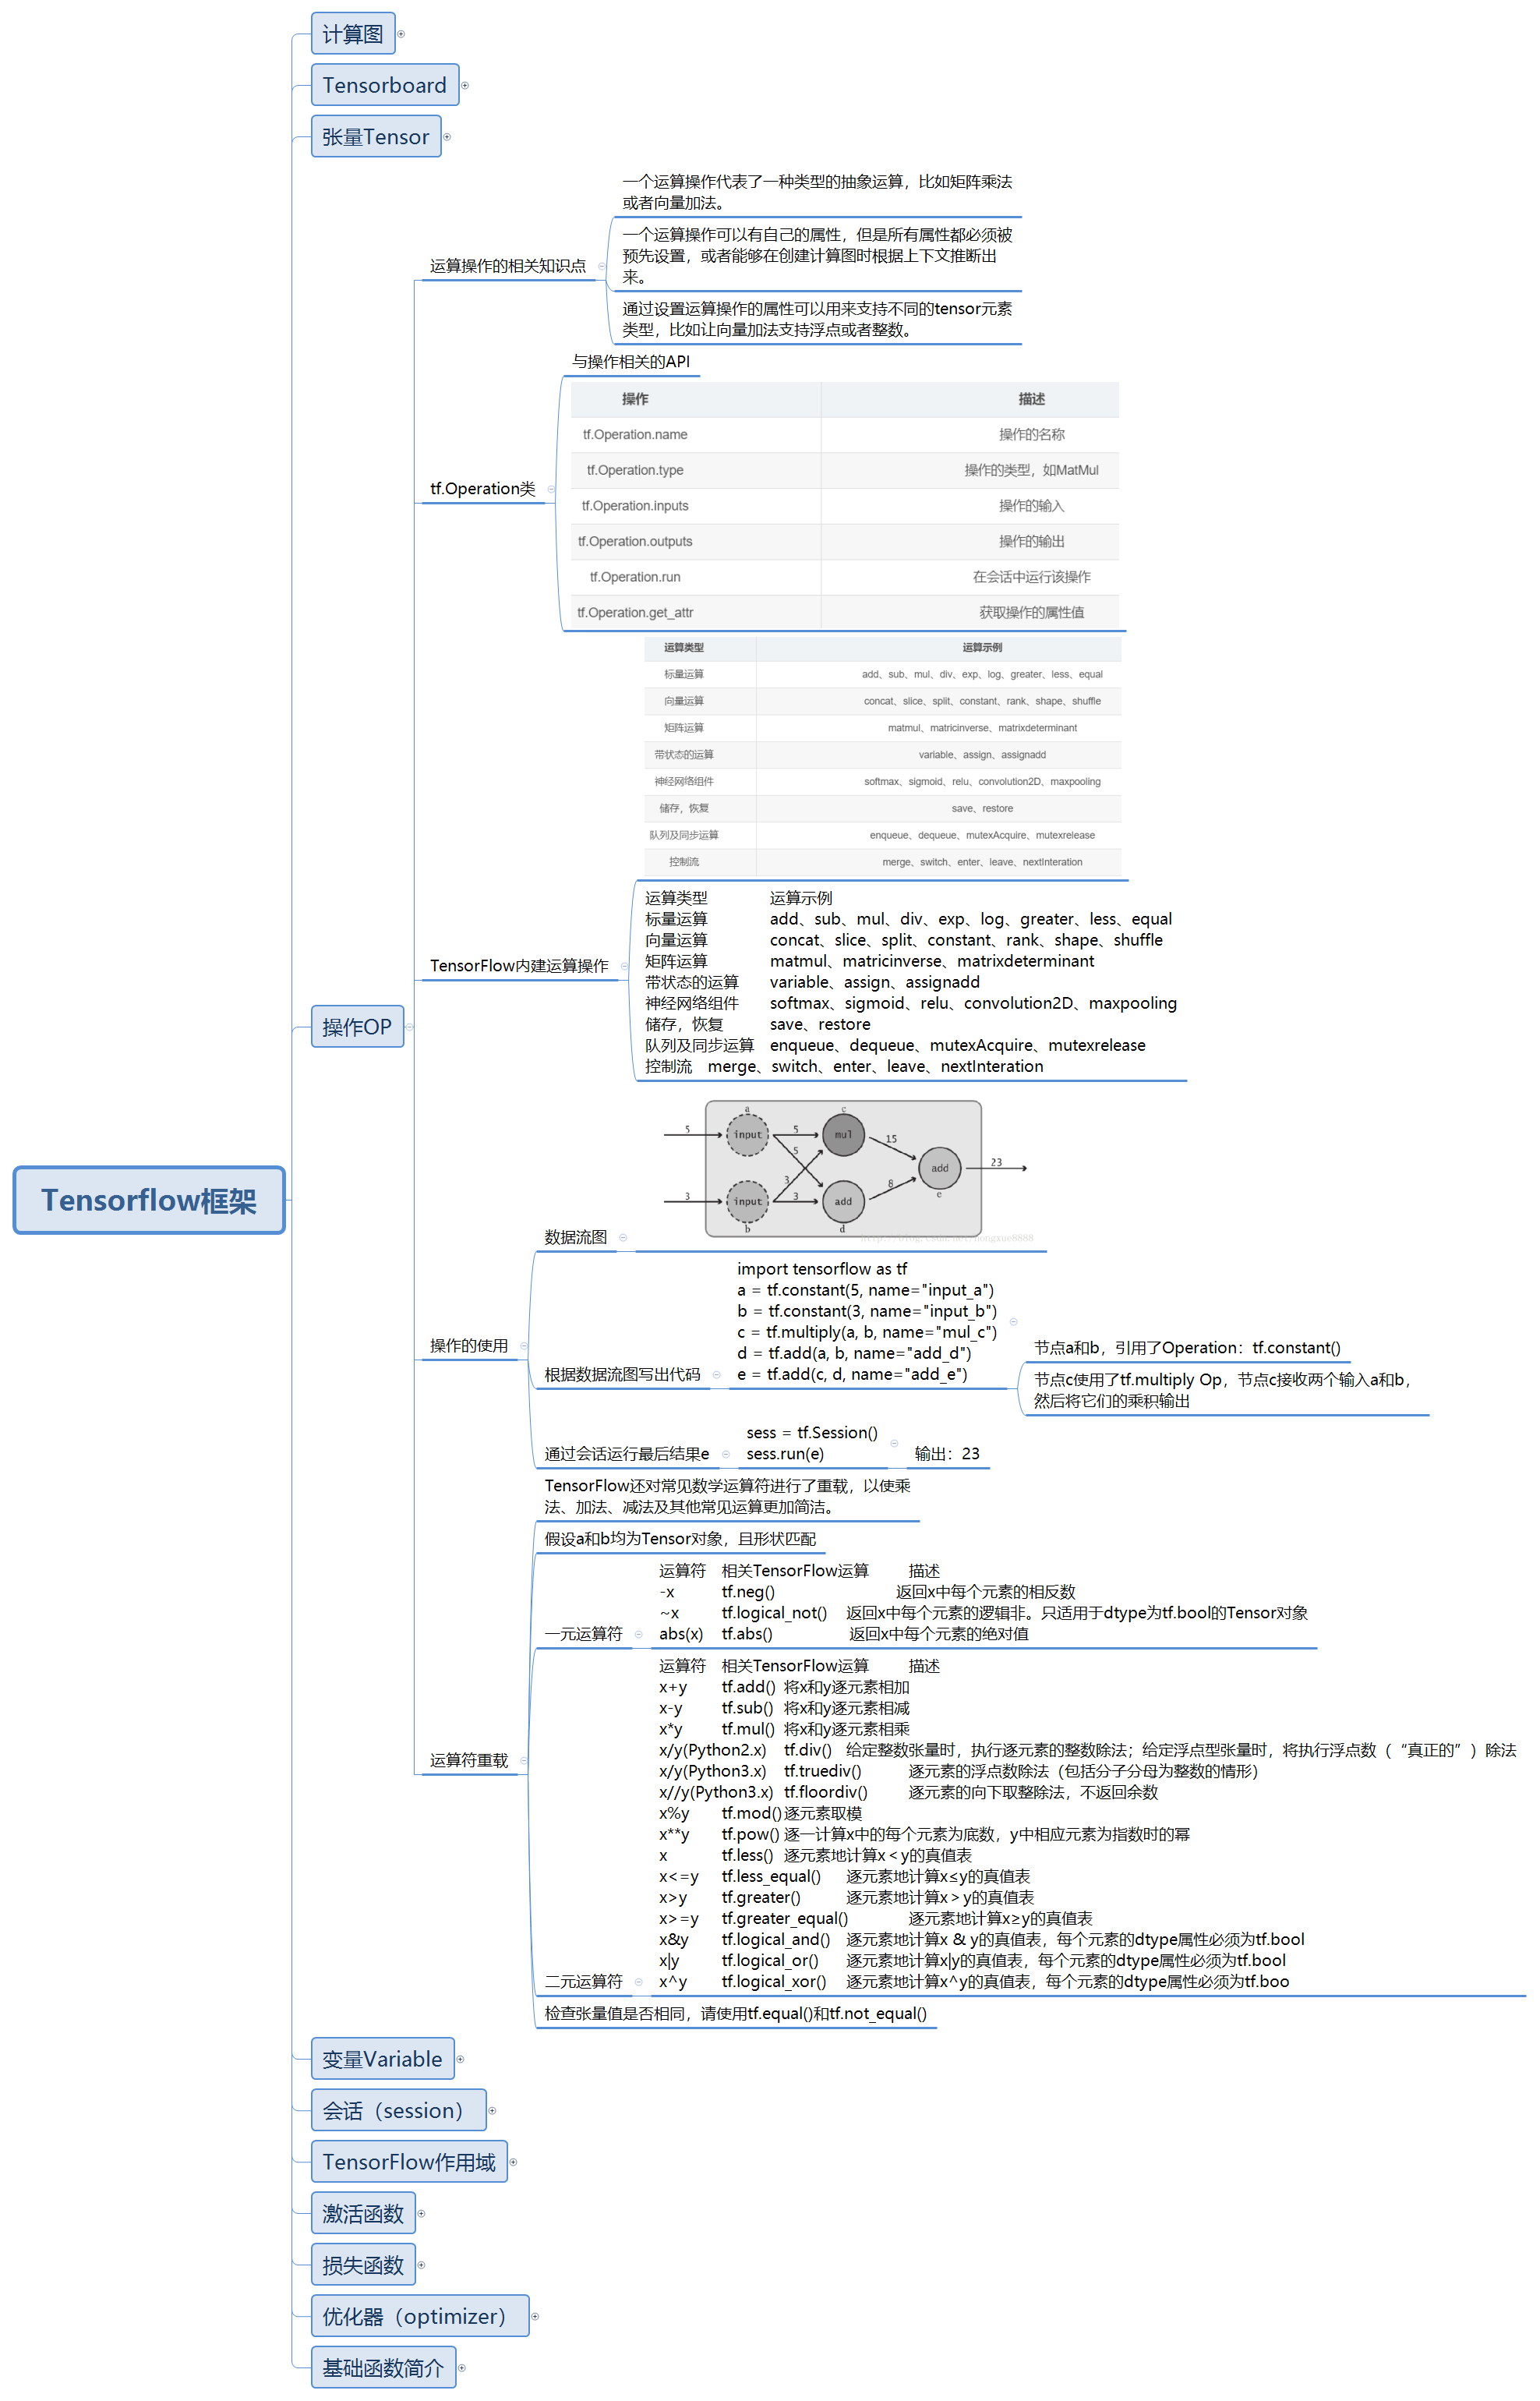 Tensorflow框架
计算图
Tensorboard
张量Tensor
操作OP
运算操作的相关知识点
一个运算操作代表了一种类型的抽象运算，比如矩阵乘法
或者向量加法。
一个运算操作可以有自己的属性，但是所有属性都必须被
预先设置，或者能够在创建计算图时根据上下文推断出
来。
通过设置运算操作的属性可以用来支持不同的tensor元素
类型，比如让向量加法支持浮点或者整数。
tf.Operation类
与操作相关的API
操作 描述
tf.Operation.name 操作的名称
tf.Operation.type 操作的类型，如MatMul
tf.Operation.inputs 操作的输入
tf.Operation.outputs 操作的输出
tf.Operation.run 在会话中运行该操作
tf.Operation.get_attr 获取操作的属性值
TensorFlow内建运算操作
运算类型 运算示例
标量运算 add、sub、mul、div、exp、log、greater、less、equal
向量运算 concat、slice、split、constant、rank、shape、shuffle
矩阵运算 matmul、matricinverse、matrixdeterminant
带状态的运算 variable、assign、assignadd
神经网络组件 softmax、sigmoid、relu、convolution2D、maxpooling
储存，恢复 save、restore
队列及同步运算 enqueue、dequeue、mutexAcquire、mutexrelease
控制流 merge、switch、enter、leave、nextInteration
运算类型 运算示例
标量运算 add、sub、mul、div、exp、log、greater、less、equal
向量运算 concat、slice、split、constant、rank、shape、shuffle
矩阵运算 matmul、matricinverse、matrixdeterminant
带状态的运算 variable、assign、assignadd
神经网络组件 softmax、sigmoid、relu、convolution2D、maxpooling
储存，恢复 save、restore
队列及同步运算 enqueue、dequeue、mutexAcquire、mutexrelease
控制流 merge、switch、enter、leave、nextInteration
操作的使用
数据流图
a c
5 input 5 mul 15
5 add 23
3 8 e
3 input 3 add
b d
根据数据流图写出代码
import tensorflow as tf
a = tf.constant(5, name="input_a")
b = tf.constant(3, name="input_b")
c = tf.multiply(a, b, name="mul_c")
d = tf.add(a, b, name="add_d")
e = tf.add(c, d, name="add_e")
节点a和b，引用了Operation：tf.constant()
节点c使用了tf.multiply Op，节点c接收两个输入a和b，
然后将它们的乘积输出
通过会话运行最后结果e
sess = tf.Session()
sess.run(e)
输出：23
运算符重载
TensorFlow还对常见数学运算符进行了重载，以使乘
法、加法、减法及其他常见运算更加简洁。
假设a和b均为Tensor对象，且形状匹配
一元运算符
运算符 相关TensorFlow运算 描述
-x tf.neg() 返回x中每个元素的相反数
~x tf.logical_not() 返回x中每个元素的逻辑非。只适用于dtype为tf.bool的Tensor对象
abs(x) tf.abs() 返回x中每个元素的绝对值
二元运算符
运算符 相关TensorFlow运算 描述
x+y tf.add() 将x和y逐元素相加
x-y tf.sub() 将x和y逐元素相减
x*y tf.mul() 将x和y逐元素相乘
x/y(Python2.x) tf.div() 给定整数张量时，执行逐元素的整数除法；给定浮点型张量时，将执行浮点数（“真正的”）除法
x/y(Python3.x) tf.truediv() 逐元素的浮点数除法（包括分子分母为整数的情形）
x//y(Python3.x) tf.floordiv() 逐元素的向下取整除法，不返回余数
x%y tf.mod() 逐元素取模
x**y tf.pow() 逐一计算x中的每个元素为底数，y中相应元素为指数时的幂
x tf.less() 逐元素地计算x < y的真值表
x<=y tf.less_equal() 逐元素地计算x≤y的真值表
x>y tf.greater() 逐元素地计算x > y的真值表
x>=y tf.greater_equal() 逐元素地计算x≥y的真值表
x&y tf.logical_and() 逐元素地计算x & y的真值表，每个元素的dtype属性必须为tf.bool
x|y tf.logical_or() 逐元素地计算x|y的真值表，每个元素的dtype属性必须为tf.bool
x^y tf.logical_xor() 逐元素地计算x^y的真值表，每个元素的dtype属性必须为tf.boo
检查张量值是否相同，请使用tf.equal()和tf.not_equal()
变量Variable
会话（session）
TensorFlow作用域
激活函数
损失函数
优化器（optimizer）
基础函数简介